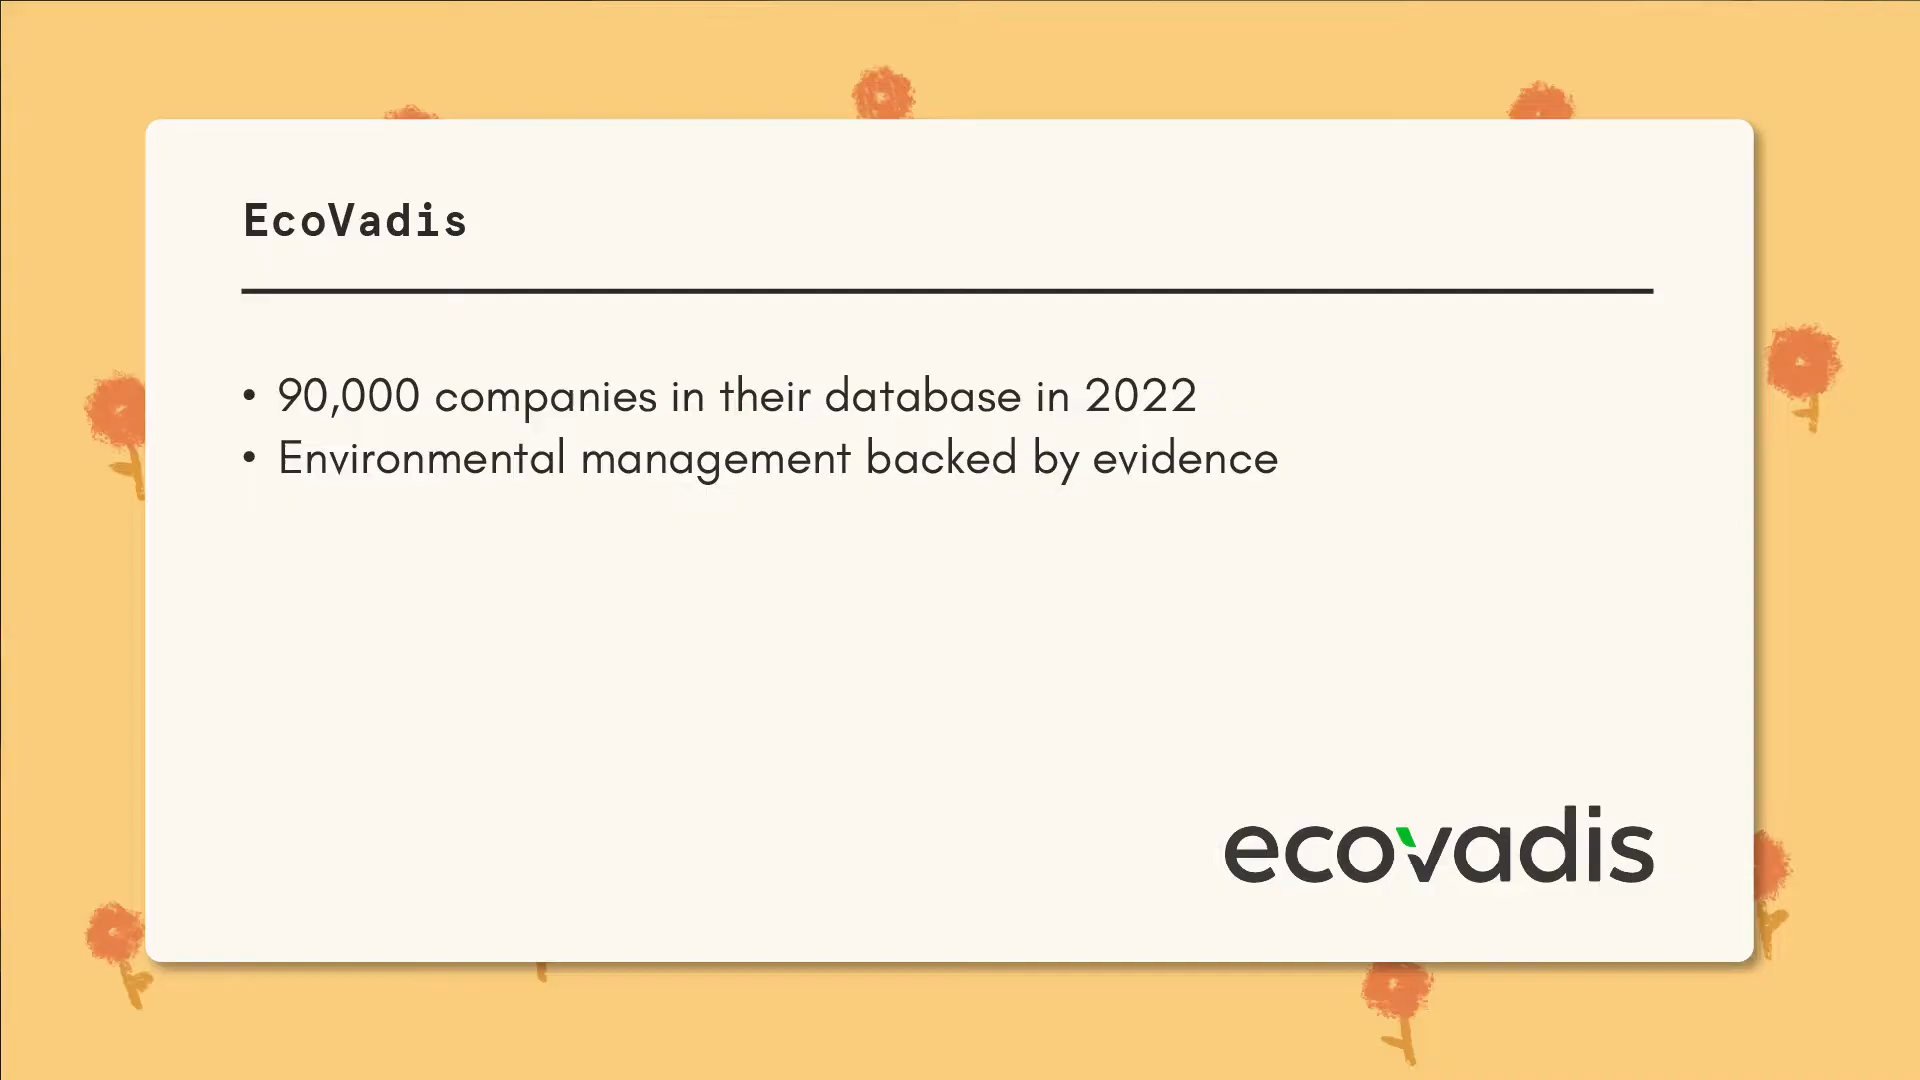 EcoVadis
• 90,000 companies in their database in 2022
• Environmental management backed by evidence
ecovadis